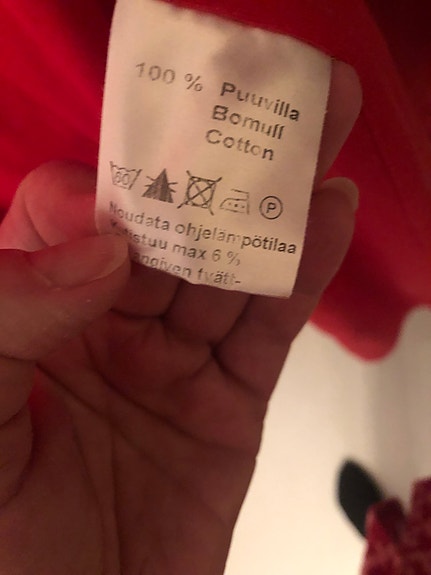 100 % Puuvilla
Bomull
Cotton
60 P
Noudata ohjelämpötilaa
max 6 %
tvätt-